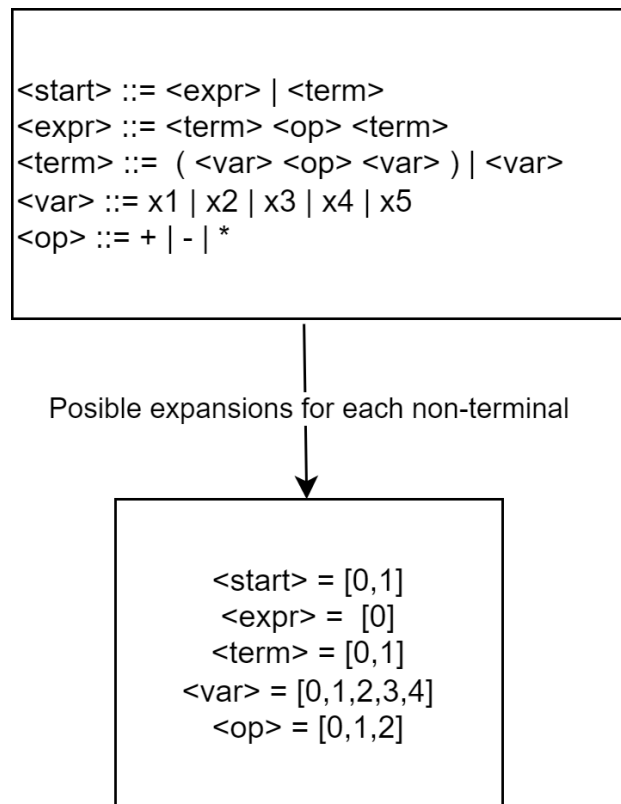 <start> ::= <expr> | <term>
<expr> ::= <term> <op> <term>
<term> ::= ( <var> <op> <var> ) | <var>
<var> ::= x1 | x2 | x3 | x4 | x5
<op> ::= + | - | *
Posible expansions for each non-terminal
<start> = [0,1]
<expr> = [0]
<term> = [0,1]
<var> = [0,1,2,3,4]
<op> = [0,1,2]